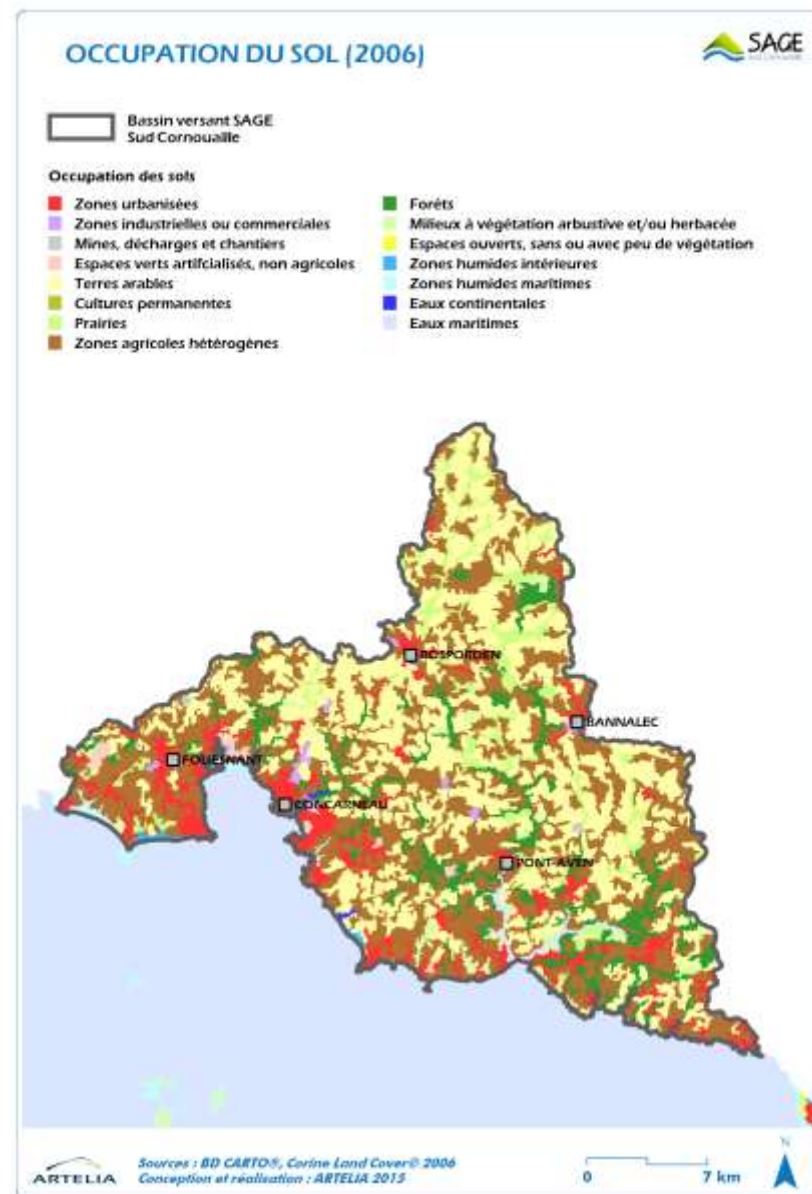 OCCUPATION DU SOL (2006)
SAGE
Bassin versant SAGE
Sud Cornouaille
Occupation des sols
Zones urbanisées
Zones industrielles ou commerciales
Mines, décharges et chantiers
Espaces verts artifcialisés, non agricoles
Terres arables
Cultures permanentes
Prairies
Zones agricoles hétérogènes
Forêts
Milieux à végétation arbustive et/ou herbacée
Espaces ouverts, sans ou avec peu de végétation
Zones humides intérieures
Zones humides maritimes
Eaux continentales
Eaux maritimes
ROSPORDEN
BANNALEC
FOUESNANT
CONCARNEAU
PONT-AVEN
ARTELIA
Sources : BD CARTO®, Corine Land Cover® 2006
Conception et réalisation : ARTELIA 2015
0 7 km
N